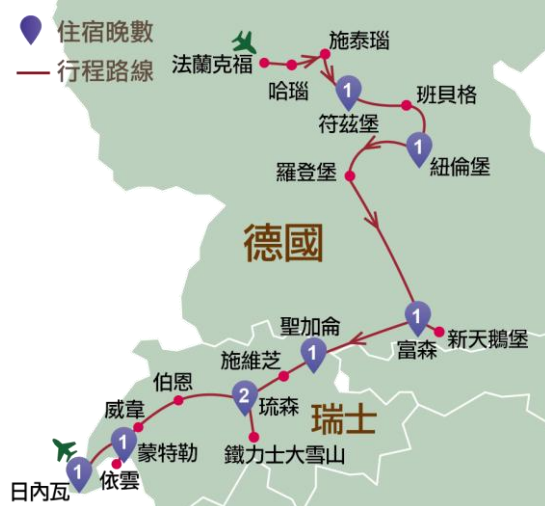 住宿晚數
行程路線
法蘭克福
哈瑙
施泰瑙
1
符茲堡
班貝格
1
紐倫堡
羅登堡
德國
1
富森
新天鵝堡
聖加侖
1
施維芝
2
琉森
瑞士
鐵力士大雪山
伯恩
威韋
1
蒙特勒
依雲
1
日內瓦